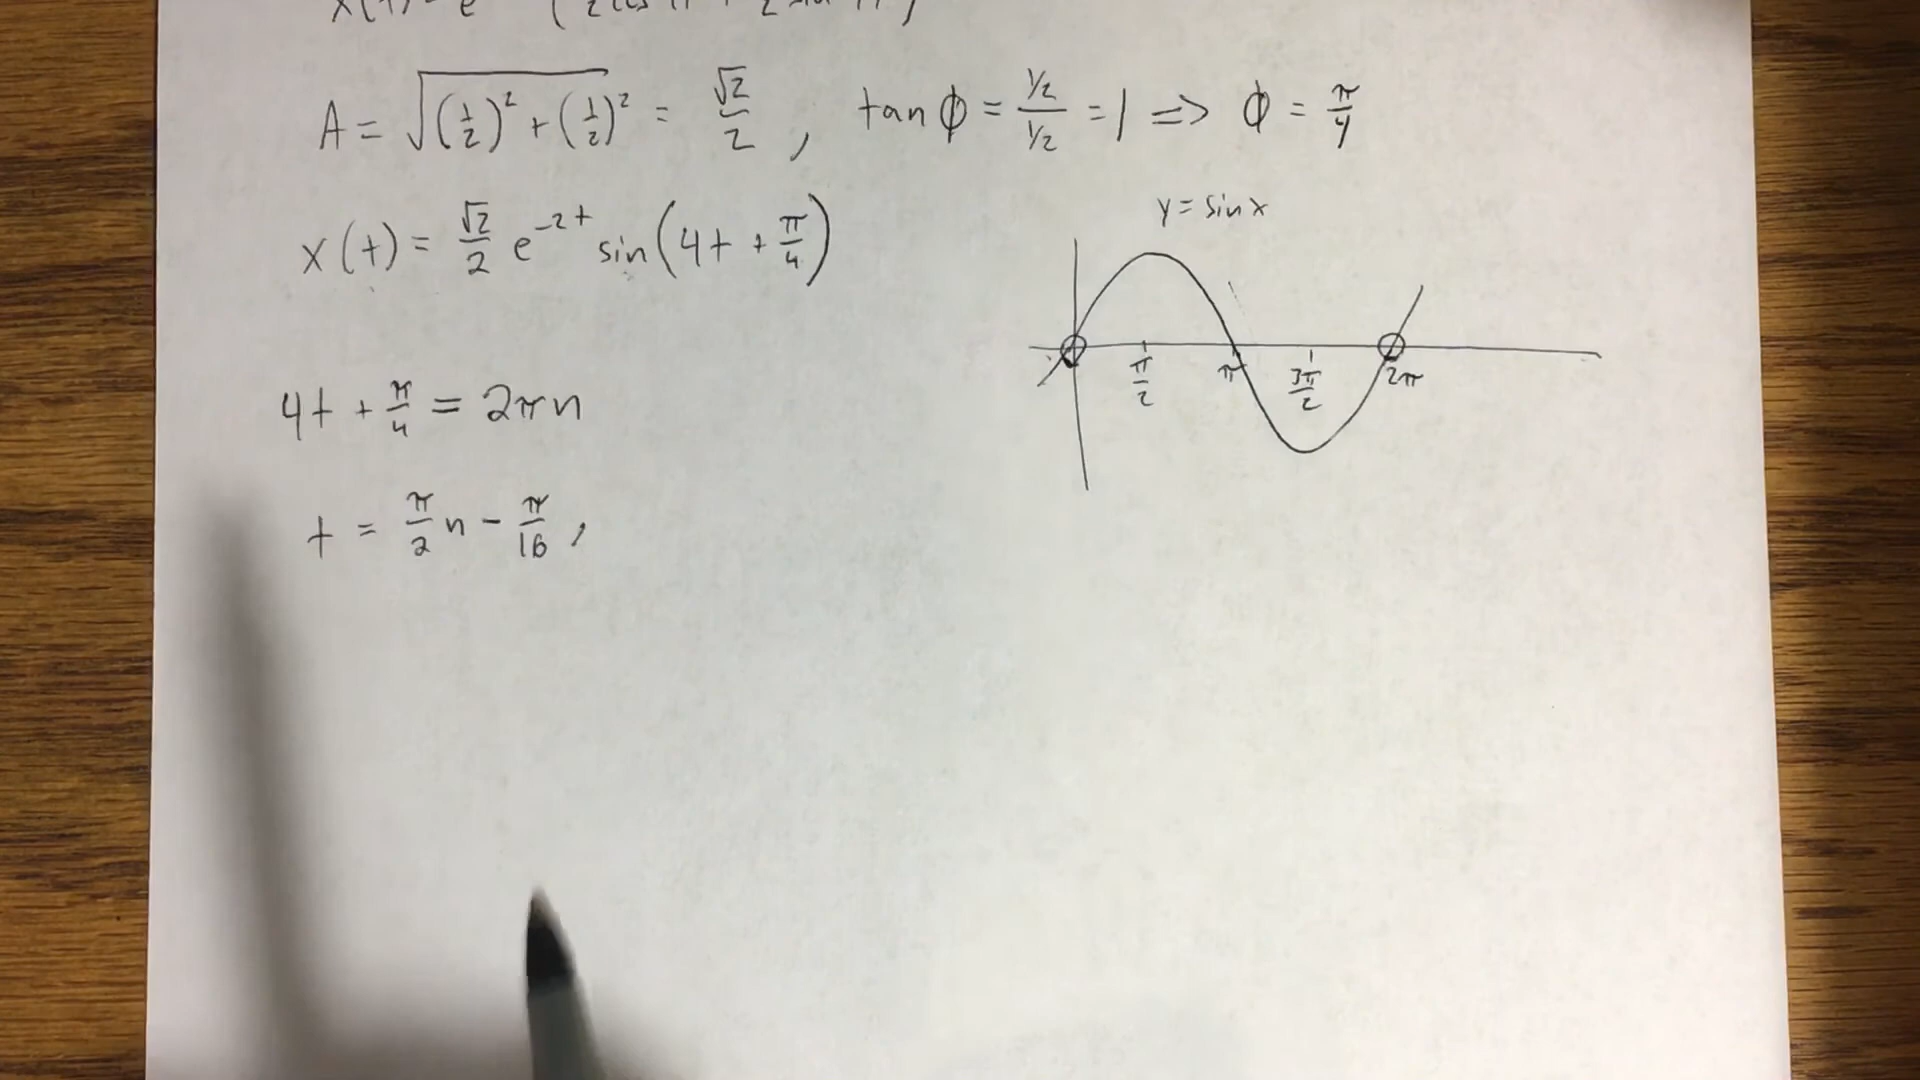 A = √((1/2)² + (1/2)²) = √2/2 , tan ϕ = ½/½ = 1 => ϕ = π/4
x(t) = √2/2 e^(-2t) sin(4t + π/4)
y = sin x
π/2 π 3π/2 2π
4t + π/4 = 2πn
t = π/2 n - π/16 ,